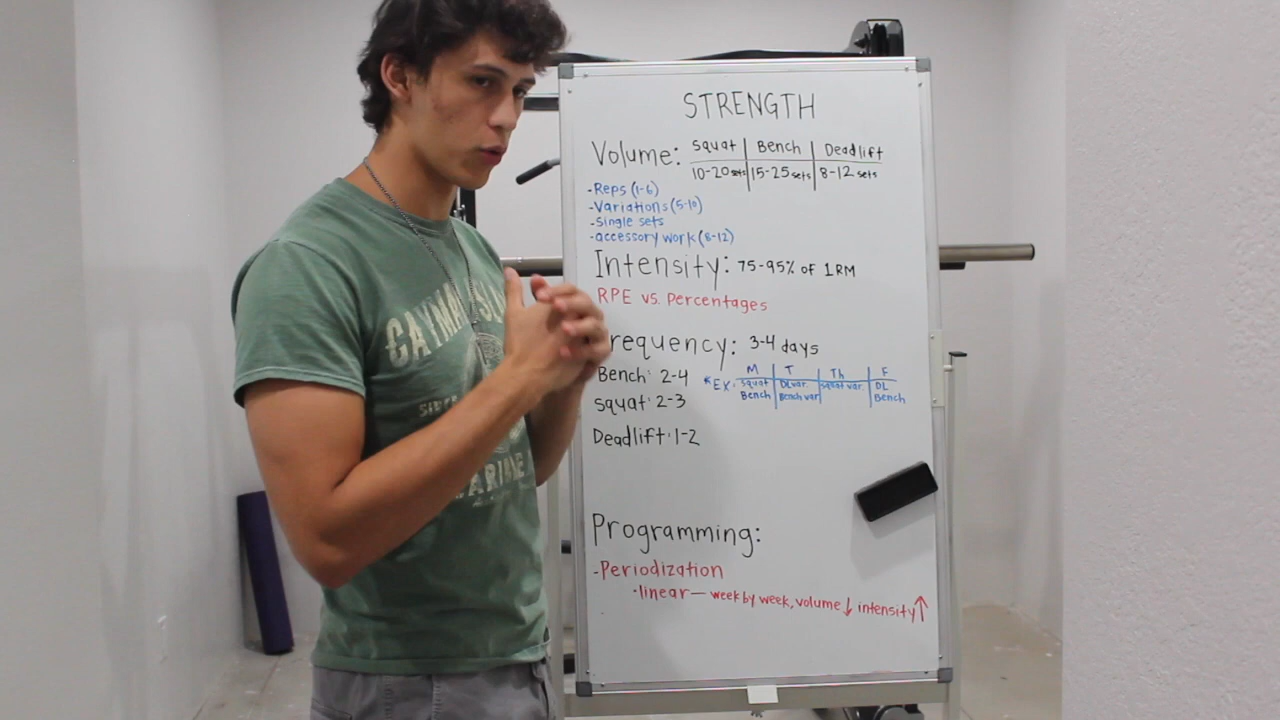 STRENGTH
Volume: Squat | Bench | Deadlift
10-20 sets | 15-25 sets | 8-12 sets
-Reps (1-6)
-Variations (5-10)
-Single sets
-accessory work (8-12)
Intensity: 75-95% of 1RM
RPE vs. Percentages
requency: 3-4 days
Bench: 2-4
EX: M T Th F
Squat DL var. Squat var. DL
Bench Bench var Bench
Squat: 2-3
Deadlift: 1-2
Programming:
-Periodization
-linear — week by week, volume ↓ intensity ↑
CAYMAN